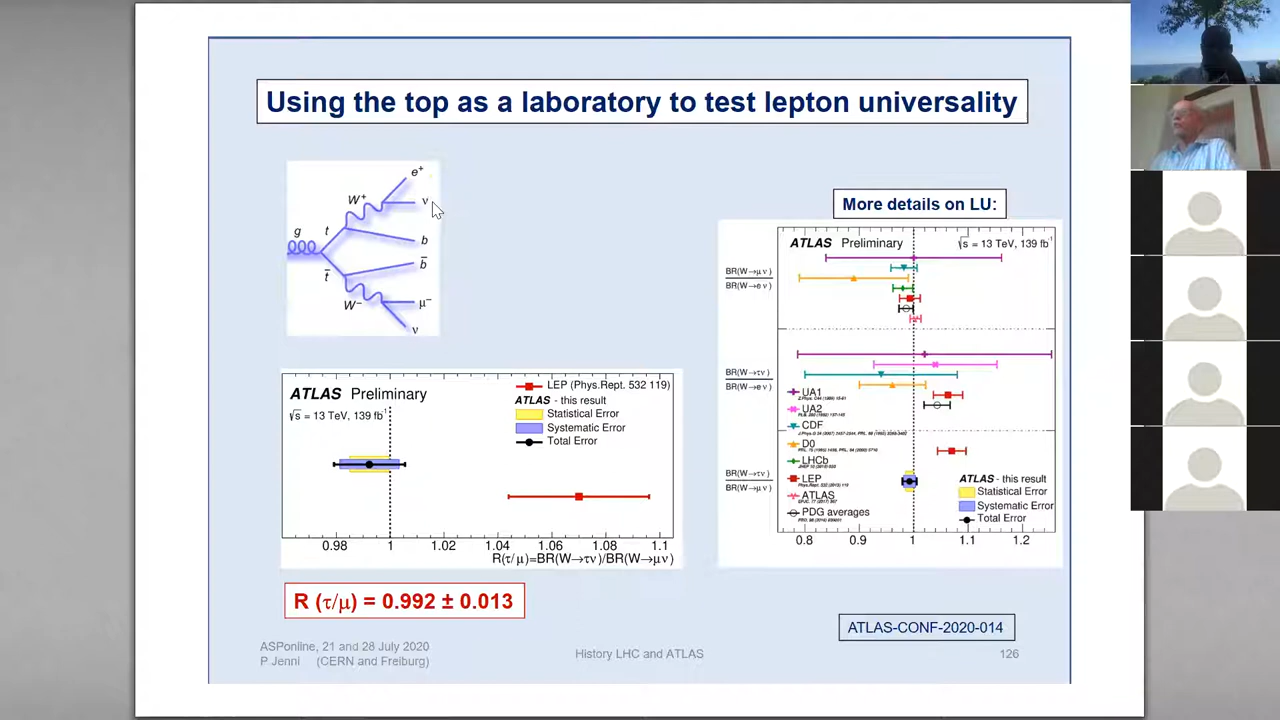 Using the top as a laboratory to test lepton universality
e+
W+
ν
g
t
b
b̄
t̄
W−
μ−
ν
More details on LU:
ATLAS Preliminary
√s = 13 TeV, 139 fb-1
BR(W→μν)
BR(W→eν)
BR(W→τν)
BR(W→eν)
UA1
UA2
CDF
D0
LHCb
LEP
ATLAS
PDG averages
BR(W→τν)
BR(W→μν)
ATLAS - this result
Statistical Error
Systematic Error
Total Error
0.8 0.9 1 1.1 1.2
ATLAS Preliminary
√s = 13 TeV, 139 fb-1
LEP (Phys.Rept. 532 119)
ATLAS - this result
Statistical Error
Systematic Error
Total Error
0.98 1 1.02 1.04 1.06 1.08 1.1
R(τ/μ)=BR(W→τν)/BR(W→μν)
R (τ/μ) = 0.992 ± 0.013
ATLAS-CONF-2020-014
ASPonline, 21 and 28 July 2020
P Jenni (CERN and Freiburg)
History LHC and ATLAS
126